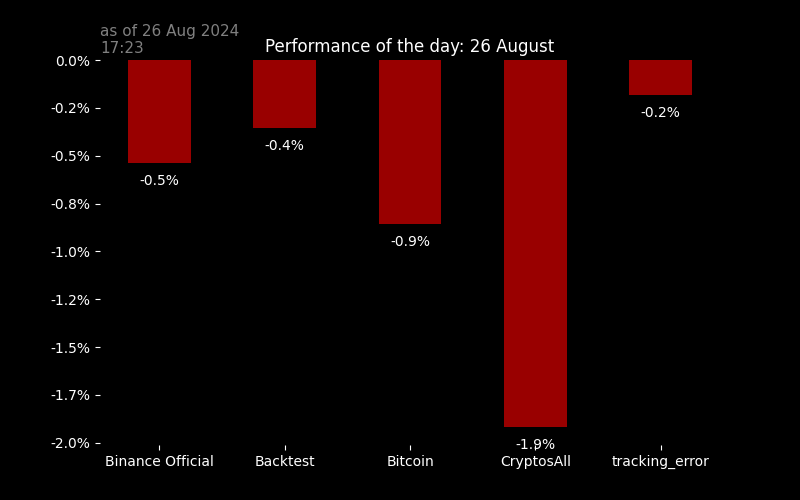 as of 26 Aug 2024
17:23
Performance of the day: 26 August
0.0%
-0.2%
-0.5%
-0.8%
-1.0%
-1.2%
-1.5%
-1.7%
-2.0%
-0.5%
-0.4%
-0.9%
-1.9%
-0.2%
Binance Official
Backtest
Bitcoin
CryptosAll
tracking_error